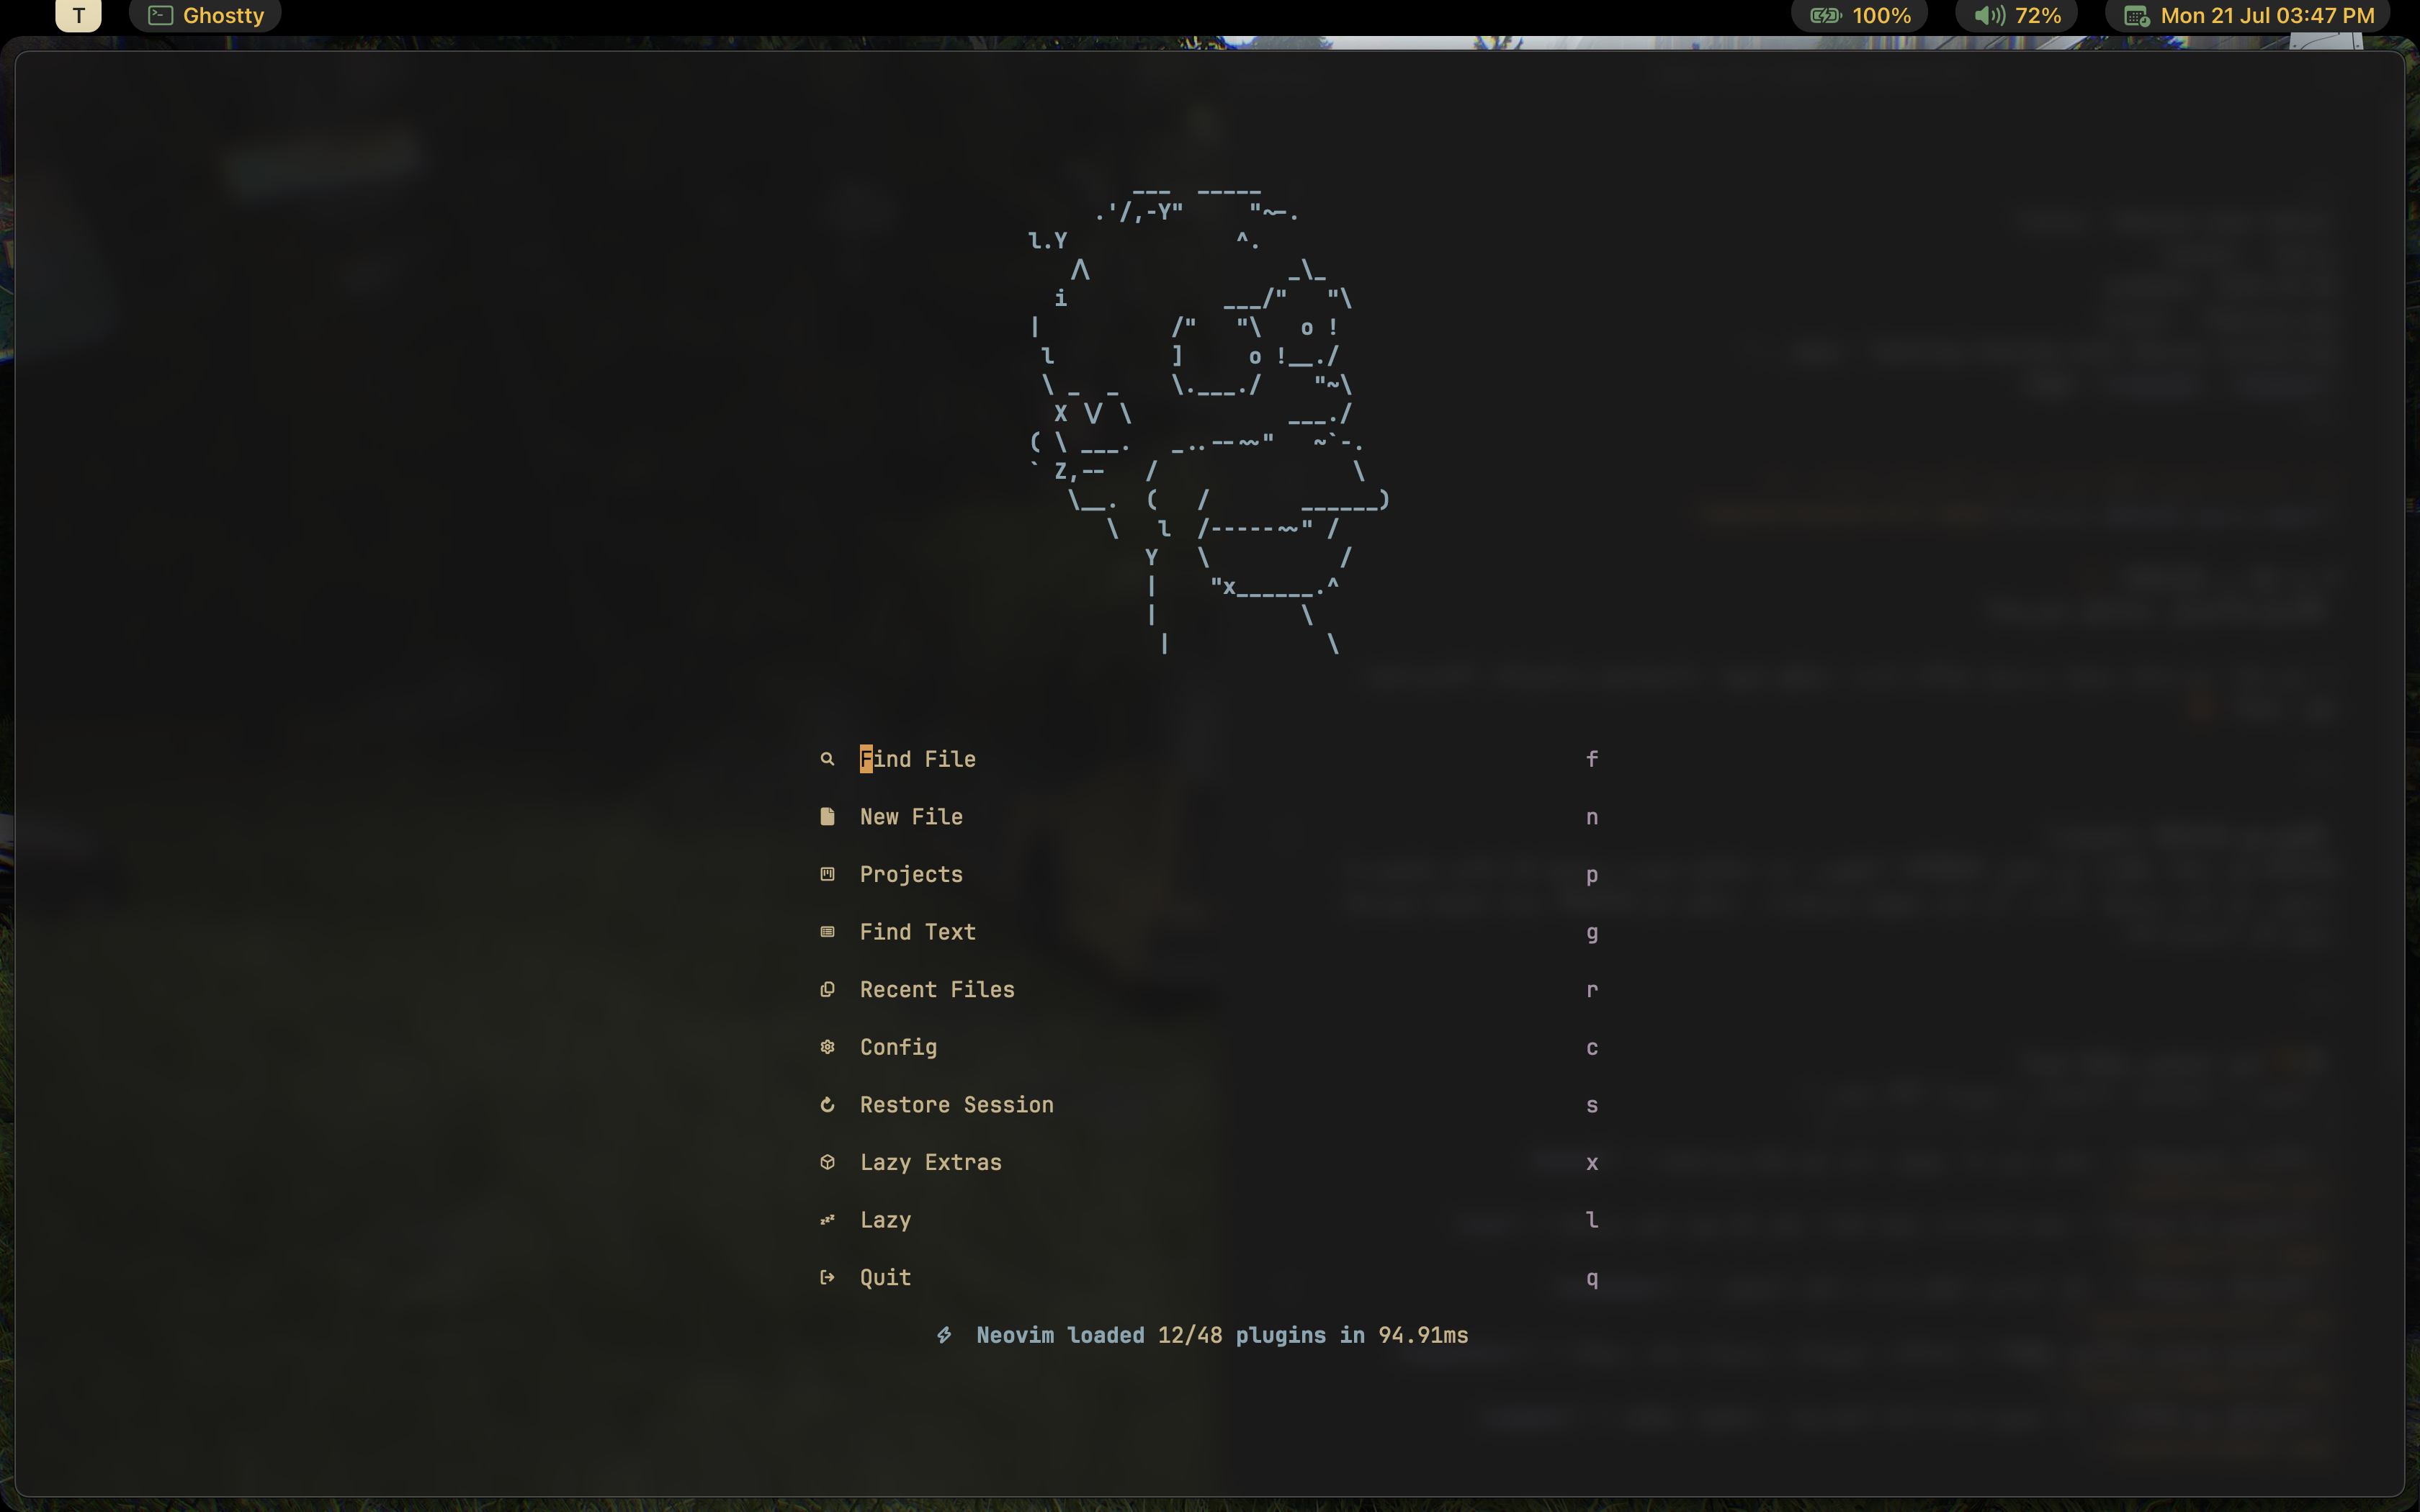 T Ghostty 100% 72% Mon 21 Jul 03:47 PM
Find File f
New File n
Projects p
Find Text g
Recent Files r
Config c
Restore Session s
Lazy Extras x
Lazy l
Quit q
Neovim loaded 12/48 plugins in 94.91ms